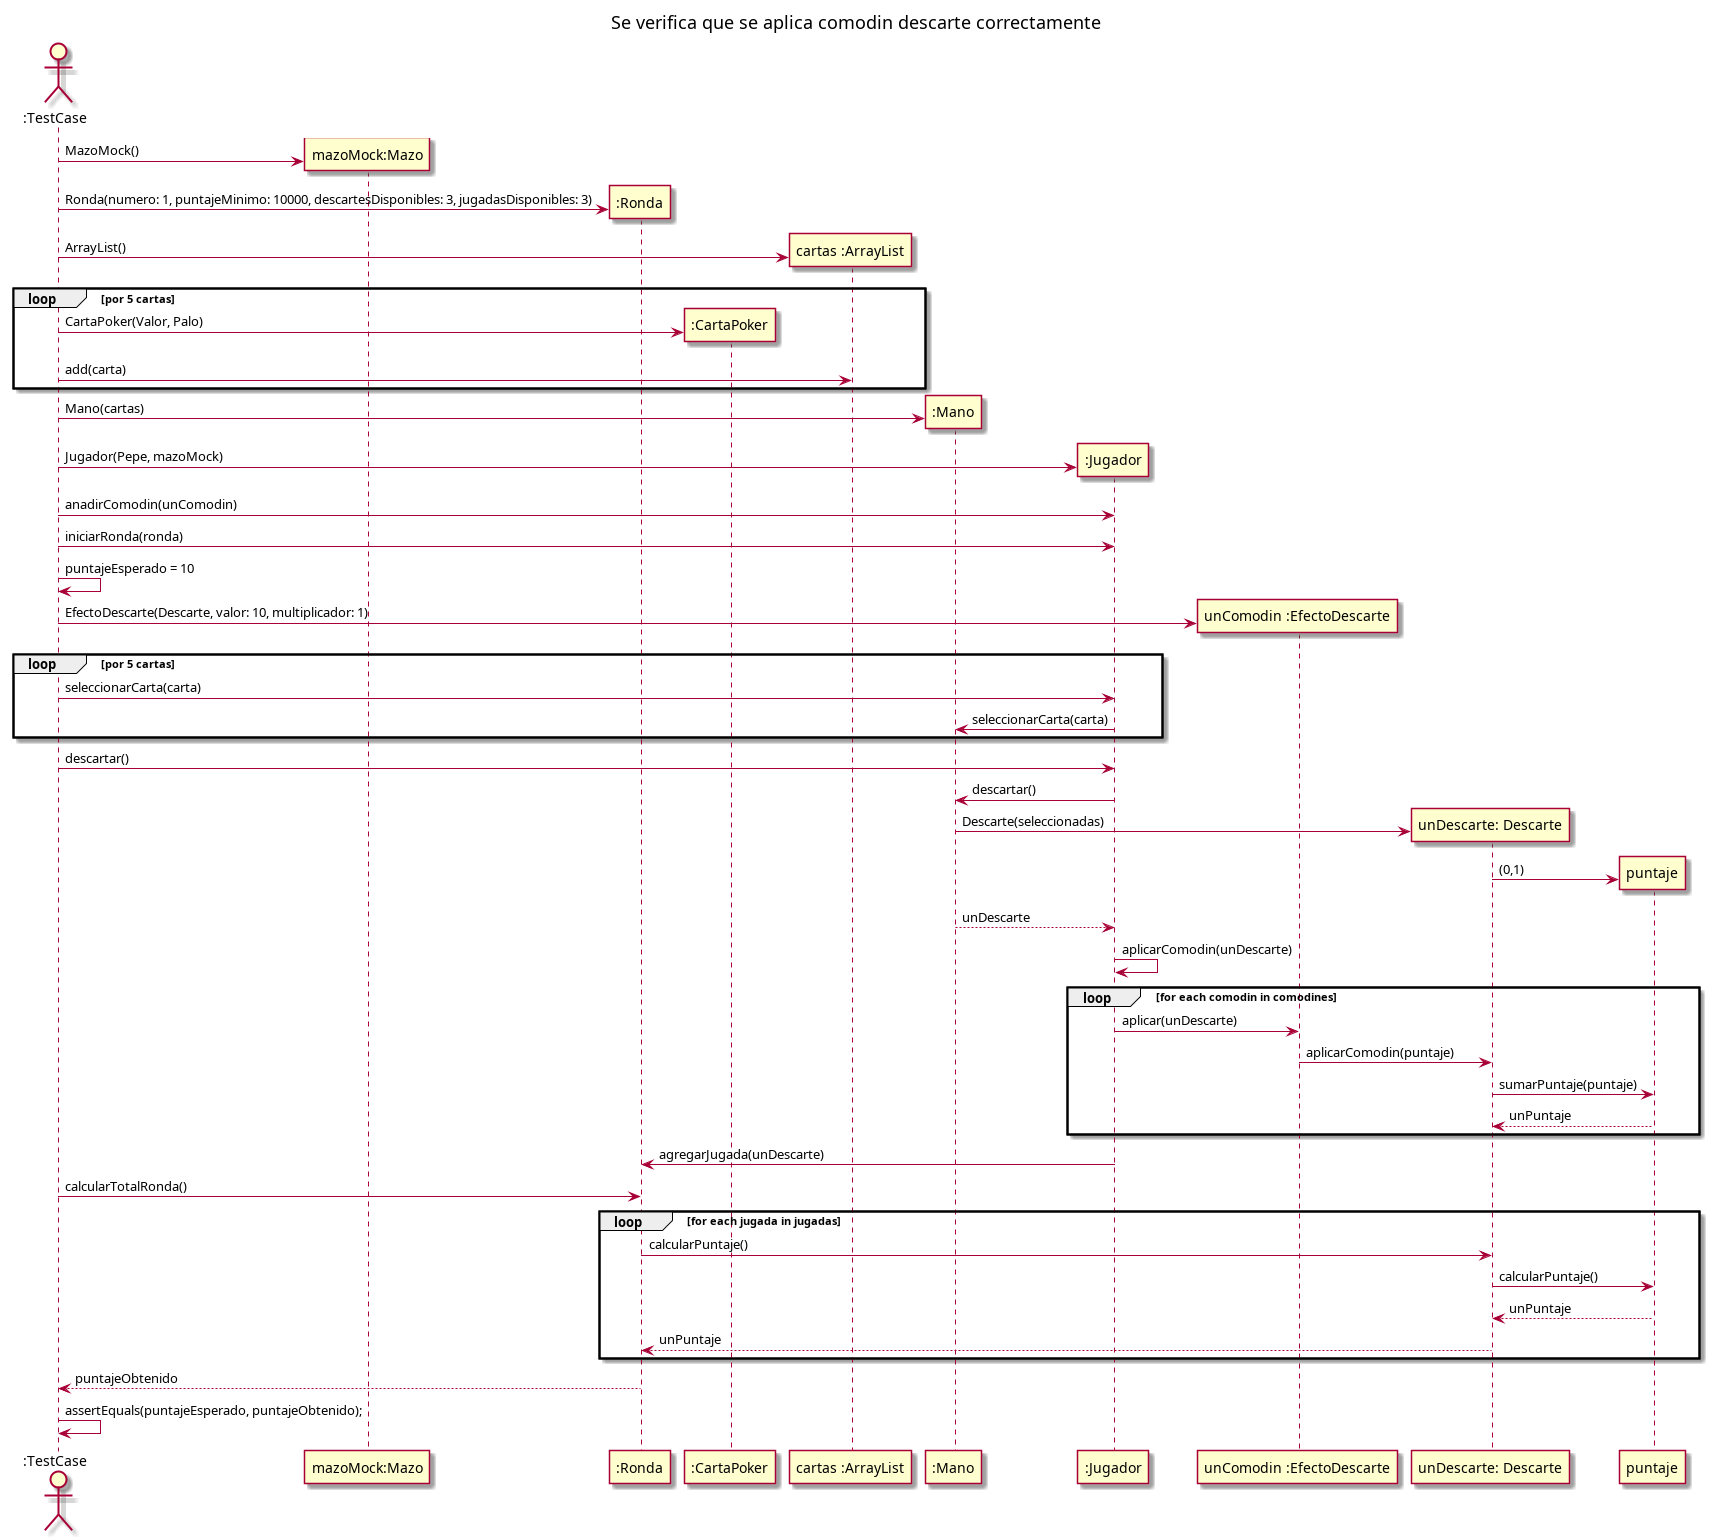 Se verifica que se aplica comodin descarte correctamente
:TestCase
MazoMock()
mazoMock:Mazo
Ronda(numero: 1, puntajeMinimo: 10000, descartesDisponibles: 3, jugadasDisponibles: 3)
:Ronda
ArrayList()
cartas :ArrayList
loop [por 5 cartas]
CartaPoker(Valor, Palo)
:CartaPoker
add(carta)
Mano(cartas)
:Mano
Jugador(Pepe, mazoMock)
:Jugador
anadirComodin(unComodin)
iniciarRonda(ronda)
puntajeEsperado = 10
EfectoDescarte(Descarte, valor: 10, multiplicador: 1)
unComodin :EfectoDescarte
loop [por 5 cartas]
seleccionarCarta(carta)
seleccionarCarta(carta)
descartar()
descartar()
Descarte(seleccionadas)
unDescarte: Descarte
(0,1)
puntaje
unDescarte
aplicarComodin(unDescarte)
loop [for each comodin in comodines]
aplicar(unDescarte)
aplicarComodin(puntaje)
sumarPuntaje(puntaje)
unPuntaje
agregarJugada(unDescarte)
calcularTotalRonda()
loop [for each jugada in jugadas]
calcularPuntaje()
calcularPuntaje()
unPuntaje
unPuntaje
puntajeObtenido
assertEquals(puntajeEsperado, puntajeObtenido);
:TestCase
mazoMock:Mazo
:Ronda
:CartaPoker
cartas :ArrayList
:Mano
:Jugador
unComodin :EfectoDescarte
unDescarte: Descarte
puntaje